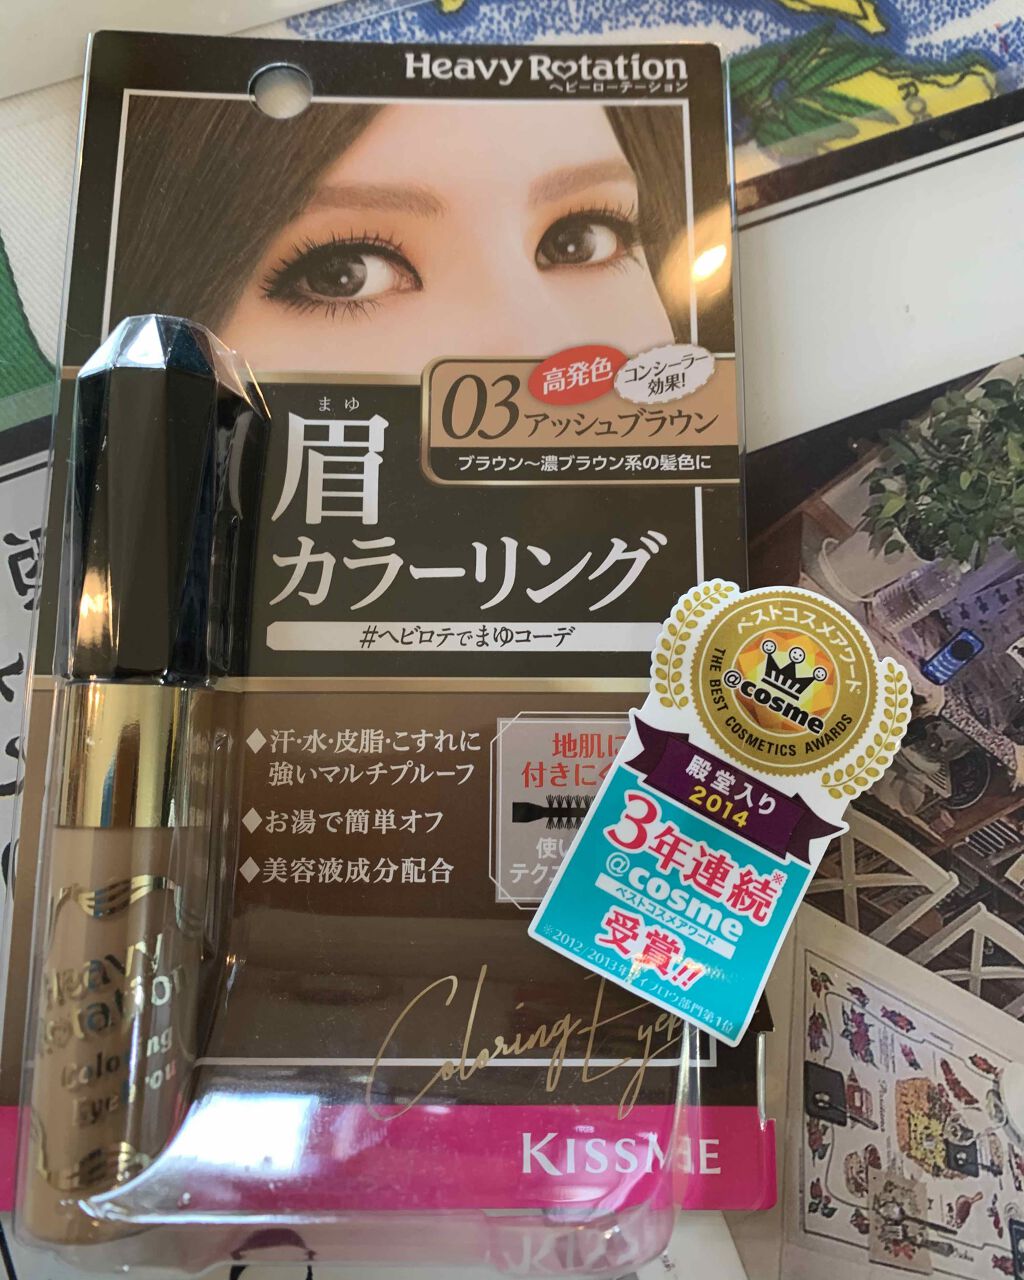 Heavy Rotation
ヘビーローテーション
高発色
コンシーラー
効果!
03アッシュブラウン
ブラウン〜濃ブラウン系の髪色に
まゆ
眉
カラーリング
#ヘビロテでまゆコーデ
◆汗・水・皮脂・こすれに
強いマルチプルーフ
◆お湯で簡単オフ
◆美容液成分配合
地肌に
付きにく
使い
テク
ベストコスメアワード
@cosme
THE BEST COSMETICS AWARDS
殿堂入り
2014
3年連続※
@cosme
ベストコスメアワード
受賞!!
Coloring Eye
KISSME